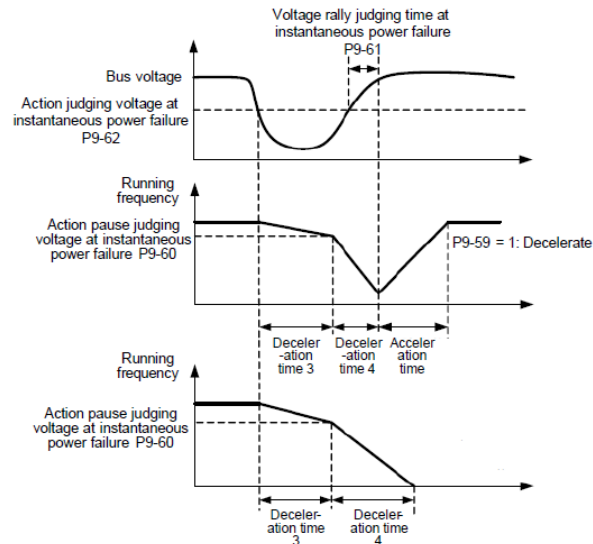 Voltage rally judging time at
instantaneous power failure
P9-61
Bus voltage
Action judging voltage at
instantaneous power failure
P9-62
Running
frequency
Action pause judging
voltage at instantaneous
power failure P9-60
P9-59 = 1: Decelerate
Deceler
-ation
time 3
Deceler
-ation
time 4
Acceler
ation
time
Running
frequency
Action pause judging
voltage at instantaneous
power failure P9-60
Deceler-
ation time
3
Deceler-
ation time
4